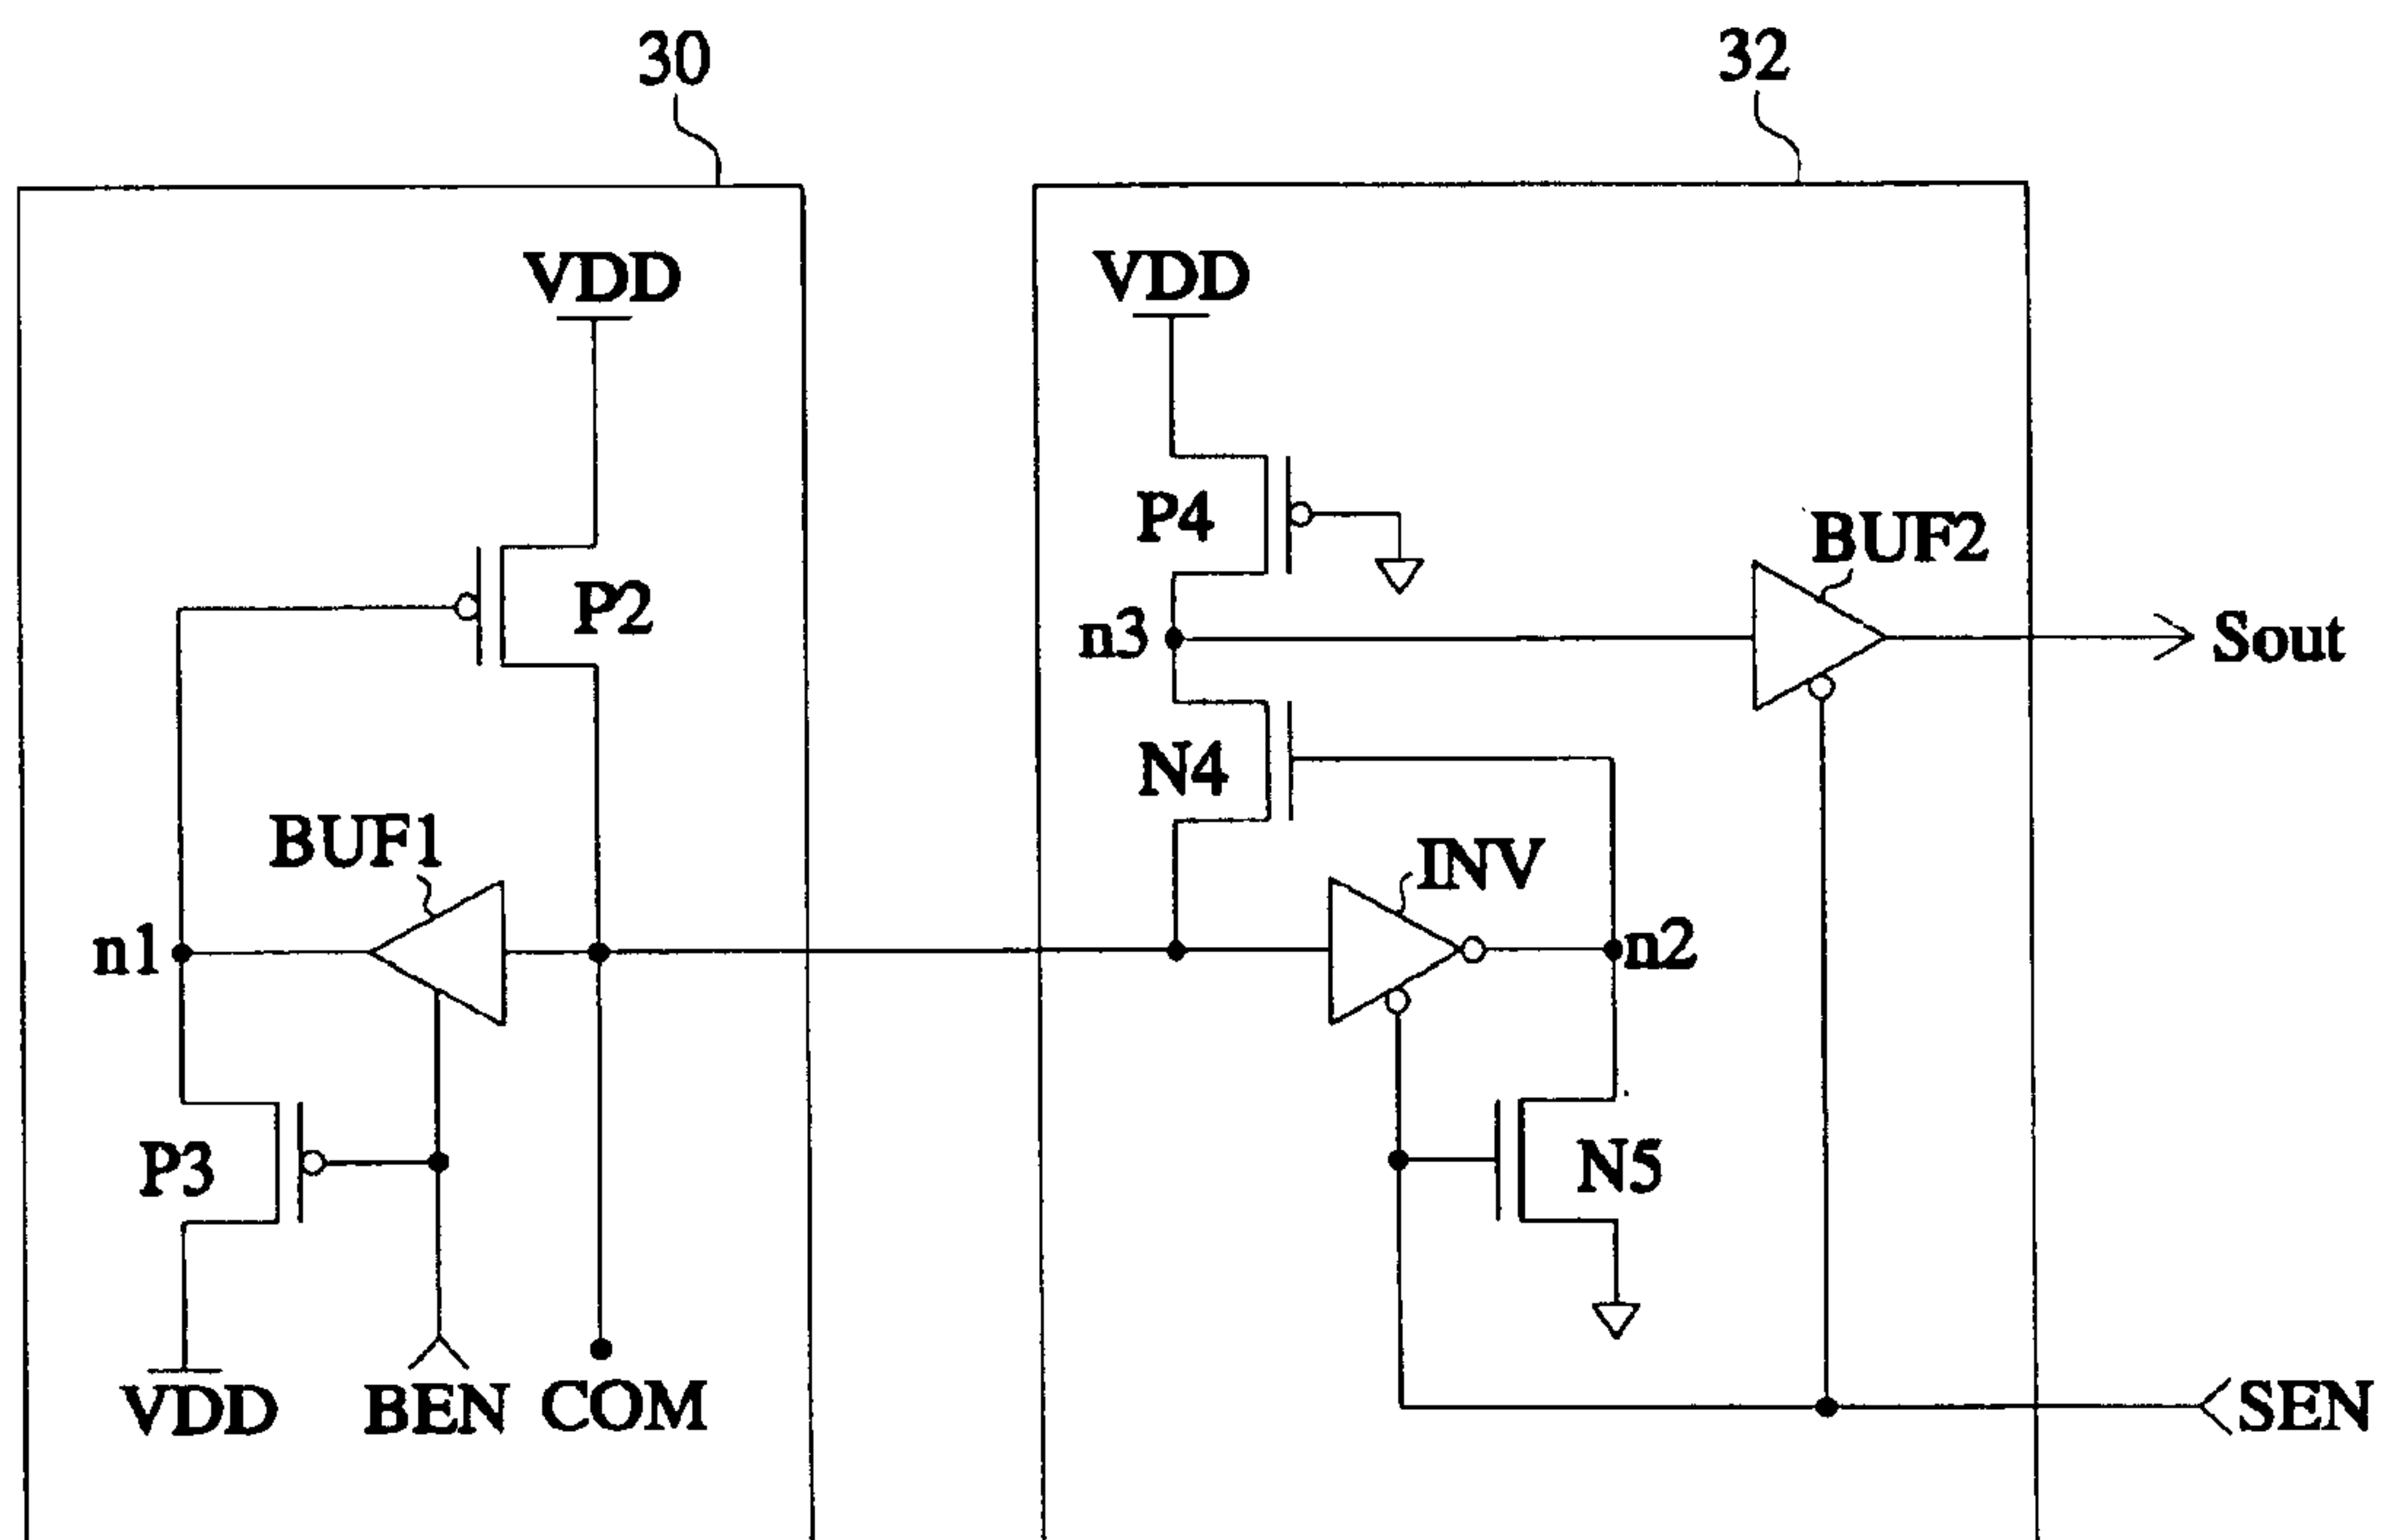 30
32
VDD
VDD
P4
BUF2
P2
n3
Sout
N4
BUF1
INV
n1
n2
P3
N5
VDD
BEN
COM
SEN